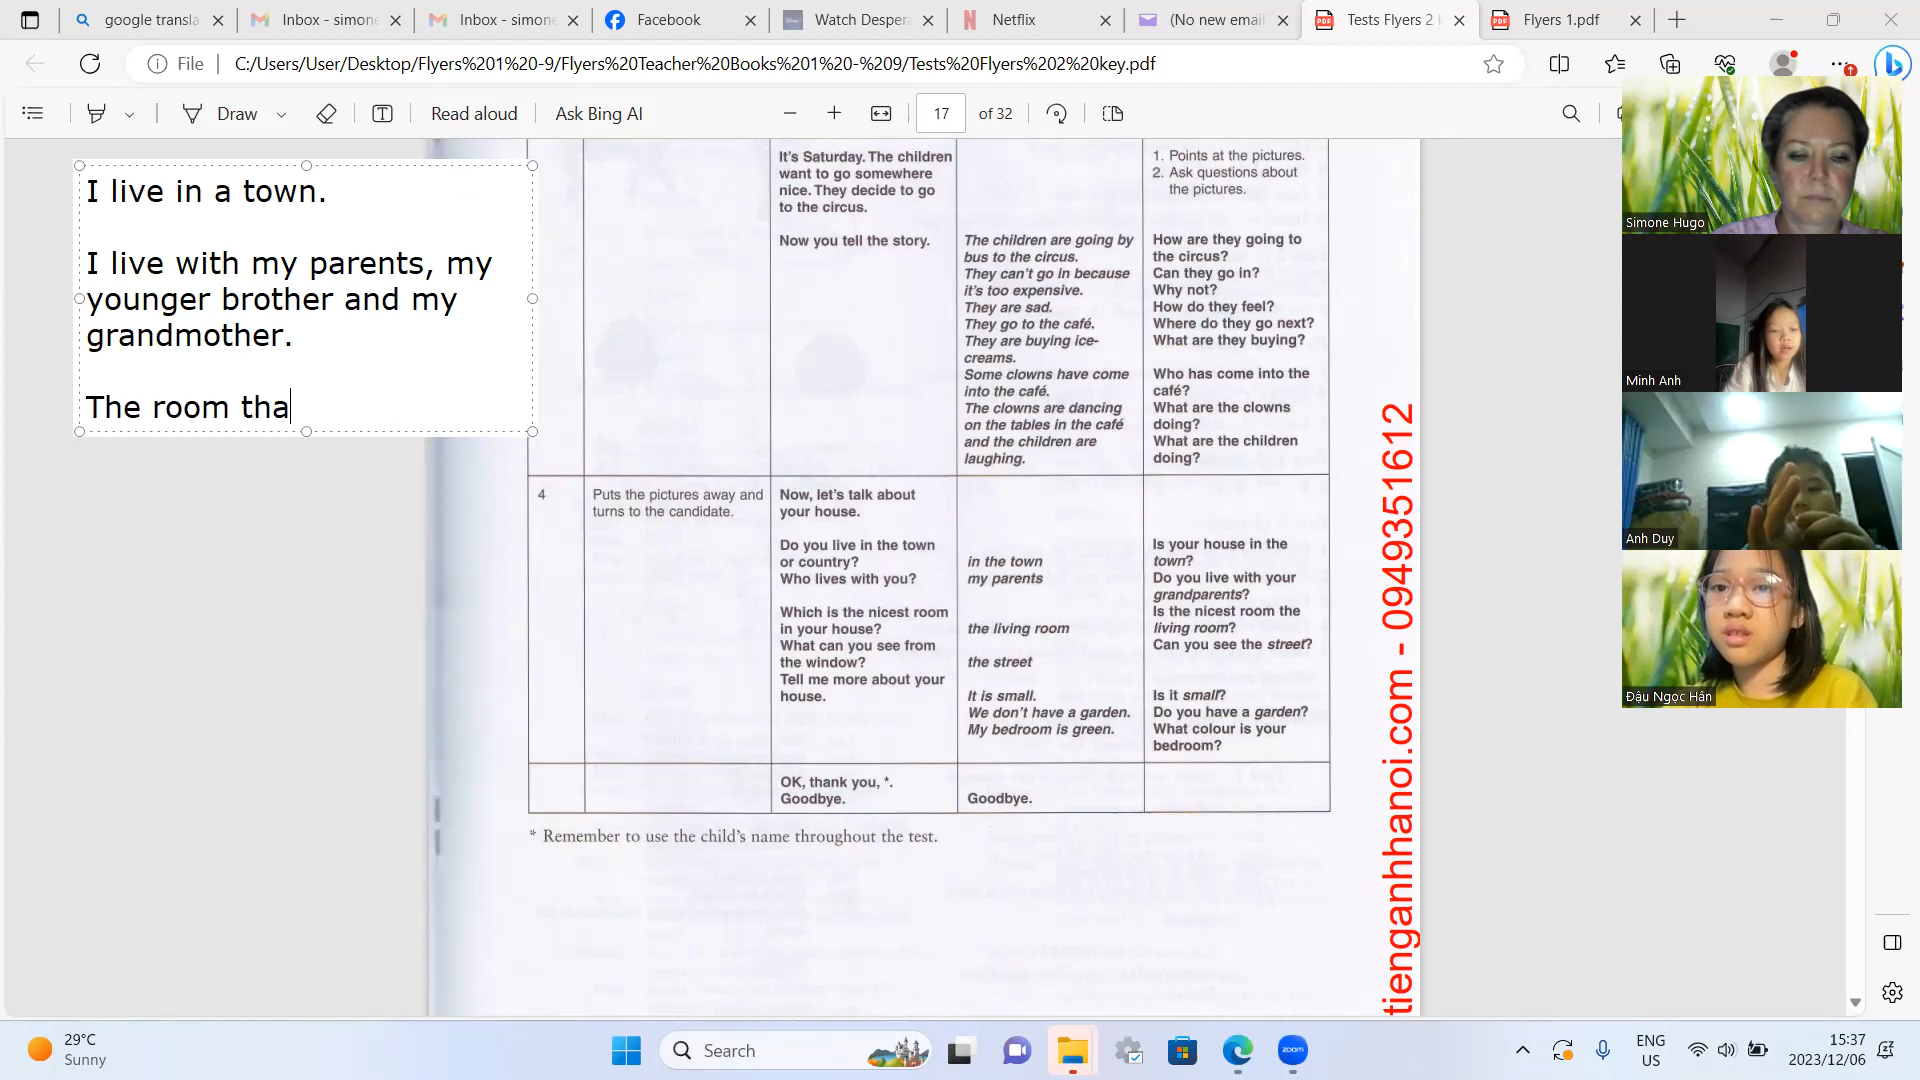 google transla
Inbox - simone
Inbox - simone
Facebook
Watch Despera
Netflix
(No new email
Tests Flyers 2 k
Flyers 1.pdf
File
C:/Users/User/Desktop/Flyers%201%20-9/Flyers%20Teacher%20Books%201%20-%209/Tests%20Flyers%202%20key.pdf
Draw
Read aloud
Ask Bing AI
17
of 32
I live in a town.
I live with my parents, my
younger brother and my
grandmother.
The room tha
It's Saturday. The children
want to go somewhere
nice. They decide to go
to the circus.
Now you tell the story.
The children are going by
bus to the circus.
They can't go in because
it's too expensive.
They are sad.
They go to the café.
They are buying ice-
creams.
Some clowns have come
into the café.
The clowns are dancing
on the tables in the café
and the children are
laughing.
1. Points at the pictures.
2. Ask questions about
the pictures.
How are they going to
the circus?
Can they go in?
Why not?
How do they feel?
Where do they go next?
What are they buying?
Who has come into the
café?
What are the clowns
doing?
What are the children
doing?
4
Puts the pictures away and
turns to the candidate.
Now, let's talk about
your house.
Do you live in the town
or country?
Who lives with you?
Which is the nicest room
in your house?
What can you see from
the window?
Tell me more about your
house.
in the town
my parents
the living room
the street
It is small.
We don't have a garden.
My bedroom is green.
Is your house in the
town?
Do you live with your
grandparents?
Is the nicest room the
living room?
Can you see the street?
Is it small?
Do you have a garden?
What colour is your
bedroom?
OK, thank you, *.
Goodbye.
Goodbye.
* Remember to use the child's name throughout the test.
tienganhhanoi.com - 0949351612
Simone Hugo
Minh Anh
Anh Duy
Đậu Ngọc Hân
29°C
Sunny
Search
zoom
ENG
US
15:37
2023/12/06